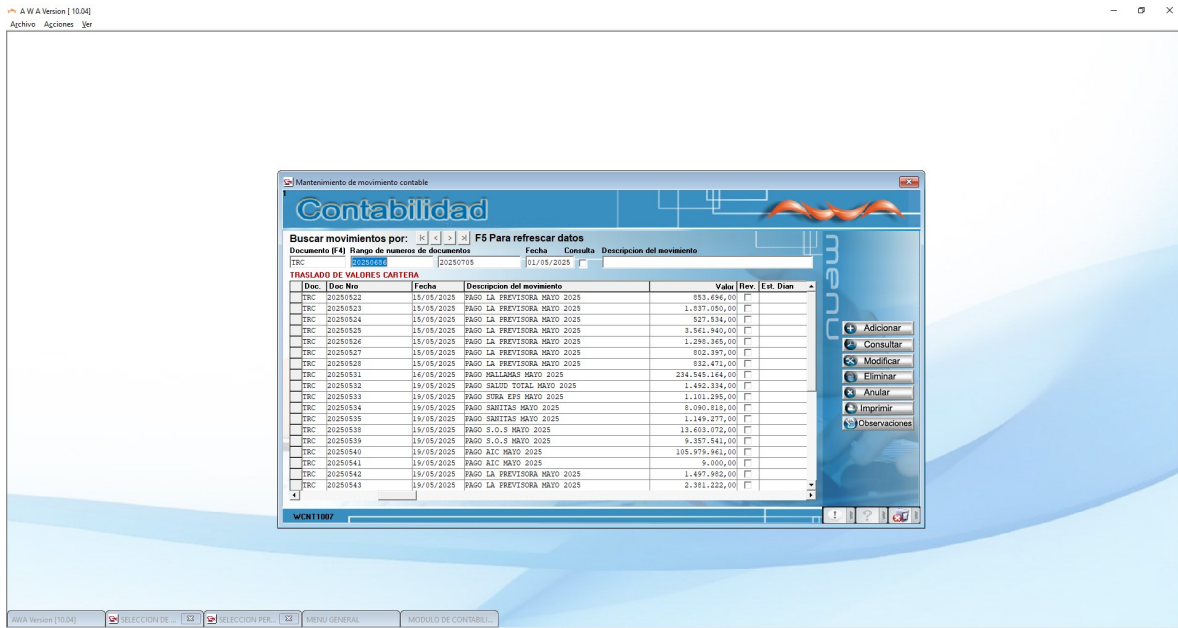 A W A Version [ 10.04]
Archivo Acciones Ver
Mantenimiento de movimiento contable
1
Contabilidad
Buscar movimientos por: F5 Para refrescar datos
Documento (F4) Rango de numeros de documentos Fecha Consulta Descripcion del movimiento
TRC 20250686 20250705 01/05/2025
TRASLADO DE VALORES CARTERA
Doc. Doc Nro Fecha Descripcion del movimiento Valor Rev. Est. Dian
TRC 20250522 15/05/2025 PAGO LA PREVISORA MAYO 2025 853.696,00
TRC 20250523 15/05/2025 PAGO LA PREVISORA MAYO 2025 1.837.050,00
TRC 20250524 15/05/2025 PAGO LA PREVISORA MAYO 2025 527.534,00
TRC 20250525 15/05/2025 PAGO LA PREVISORA MAYO 2025 3.561.940,00
TRC 20250526 15/05/2025 PAGO LA PREVISORA MAYO 2025 1.298.365,00
TRC 20250527 15/05/2025 PAGO LA PREVISORA MAYO 2025 802.397,00
TRC 20250528 15/05/2025 PAGO LA PREVISORA MAYO 2025 832.471,00
TRC 20250531 16/05/2025 PAGO MALLAMAS MAYO 2025 234.545.164,00
TRC 20250532 19/05/2025 PAGO SALUD TOTAL MAYO 2025 1.492.334,00
TRC 20250533 19/05/2025 PAGO SURA EPS MAYO 2025 1.101.295,00
TRC 20250534 19/05/2025 PAGO SANITAS MAYO 2025 8.090.818,00
TRC 20250535 19/05/2025 PAGO SANITAS MAYO 2025 1.149.277,00
TRC 20250538 19/05/2025 PAGO S.O.S MAYO 2025 13.603.072,00
TRC 20250539 19/05/2025 PAGO S.O.S MAYO 2025 9.357.541,00
TRC 20250540 19/05/2025 PAGO AIC MAYO 2025 105.979.961,00
TRC 20250541 19/05/2025 PAGO AIC MAYO 2025 9.000,00
TRC 20250542 19/05/2025 PAGO LA PREVISORA MAYO 2025 1.497.982,00
TRC 20250543 19/05/2025 PAGO LA PREVISORA MAYO 2025 2.381.222,00
menu
Adicionar
Consultar
Modificar
Eliminar
Anular
Imprimir
Observaciones
WCNT1007
AWA Version [10.04] SELECCION DE ... SELECCION PER... MENU GENERAL MODULO DE CONTABILI...